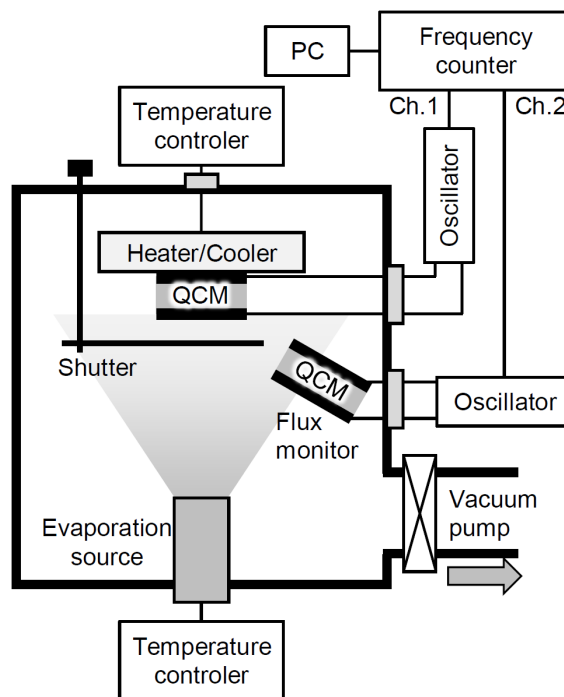 PC
Frequency
counter
Ch.1
Ch.2
Temperature
controler
Oscillator
Heater/Cooler
QCM
Shutter
QCM
Flux
monitor
Oscillator
Evaporation
source
Vacuum
pump
Temperature
controler